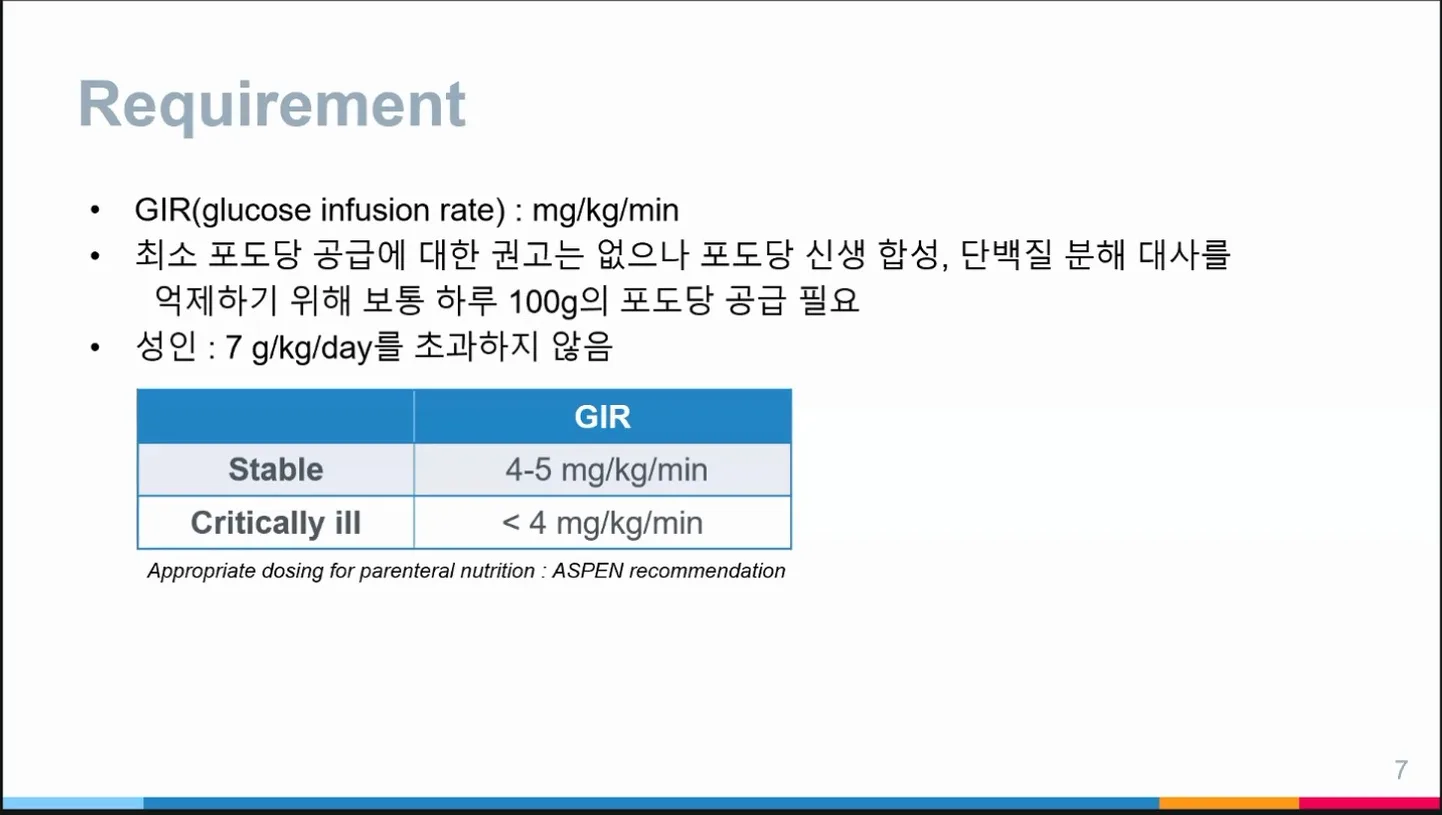 Requirement
• GIR(glucose infusion rate) : mg/kg/min
• 최소 포도당 공급에 대한 권고는 없으나 포도당 신생 합성, 단백질 분해 대사를
억제하기 위해 보통 하루 100g의 포도당 공급 필요
• 성인 : 7 g/kg/day를 초과하지 않음
GIR
Stable 4-5 mg/kg/min
Critically ill < 4 mg/kg/min
Appropriate dosing for parenteral nutrition : ASPEN recommendation
7